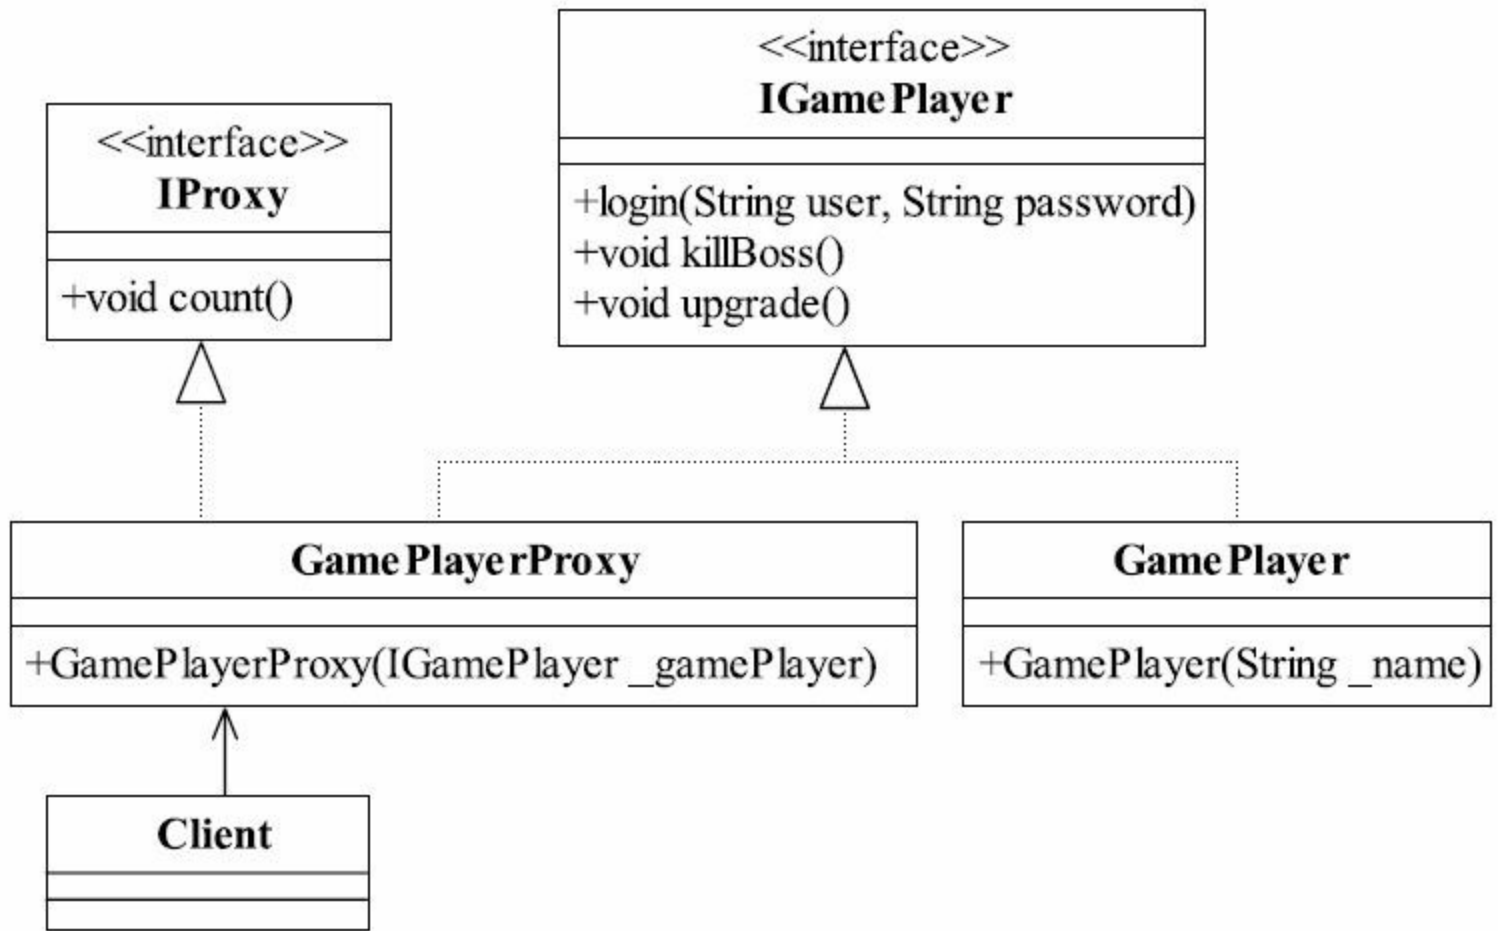 <<interface>>
IGamePlayer
+login(String user, String password)
+void killBoss()
+void upgrade()
<<interface>>
IProxy
+void count()
GamePlayerProxy
+GamePlayerProxy(IGamePlayer _gamePlayer)
GamePlayer
+GamePlayer(String _name)
Client